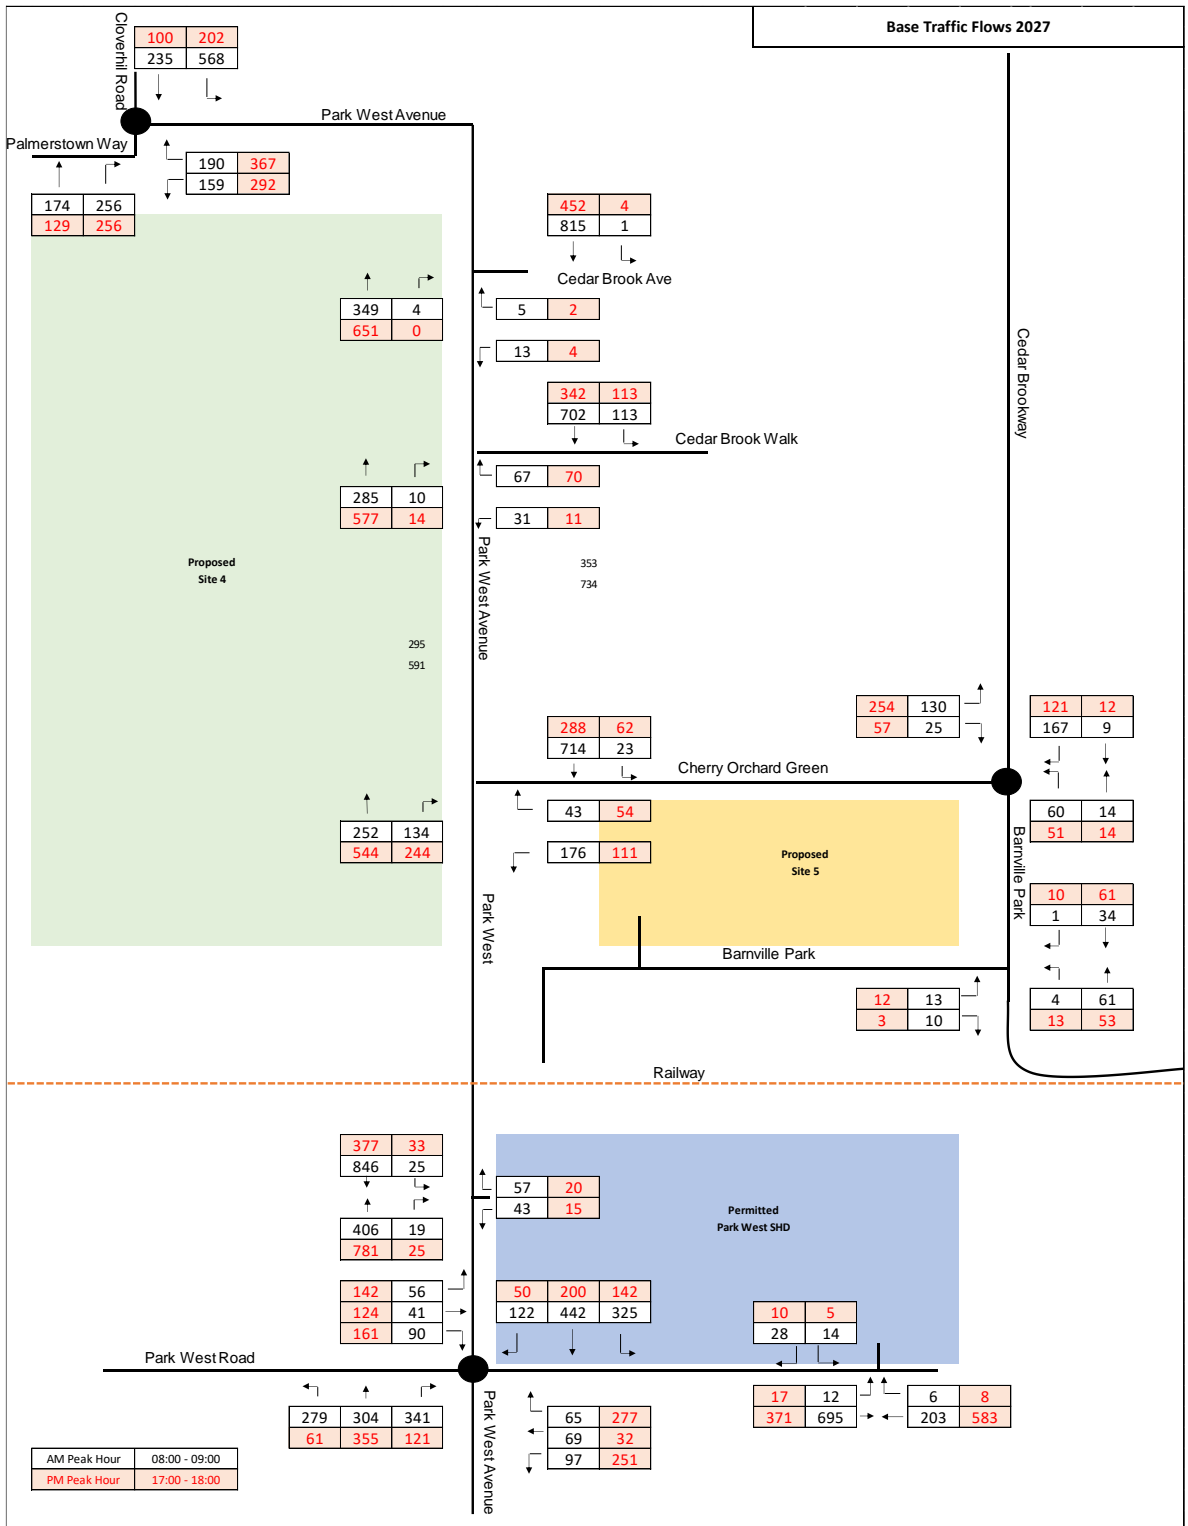 Base Traffic Flows 2027
Cloverhil Road
100 202
235 568
Park West Avenue
Palmerstown Way
190 367
159 292
174 256
129 256
452 4
815 1
Cedar Brook Ave
349 4
651 0
5 2
13 4
Cedar Brookway
342 113
702 113
Cedar Brook Walk
67 70
285 10
577 14
31 11
Park West Avenue
Proposed
Site 4
353
734
295
591
254 130
57 25
121 12
167 9
288 62
714 23
Cherry Orchard Green
43 54
252 134
544 244
176 111
60 14
51 14
Proposed
Site 5
Barnville Park
Park West
10 61
1 34
Barnville Park
12 13
3 10
4 61
13 53
Railway
377 33
846 25
57 20
43 15
406 19
781 25
Permitted
Park West SHD
142 56
124 41
161 90
50 200 142
122 442 325
10 5
28 14
Park West Road
17 12
371 695
6 8
203 583
279 304 341
61 355 121
65 277
69 32
97 251
Park West Avenue
AM Peak Hour 08:00 - 09:00
PM Peak Hour 17:00 - 18:00